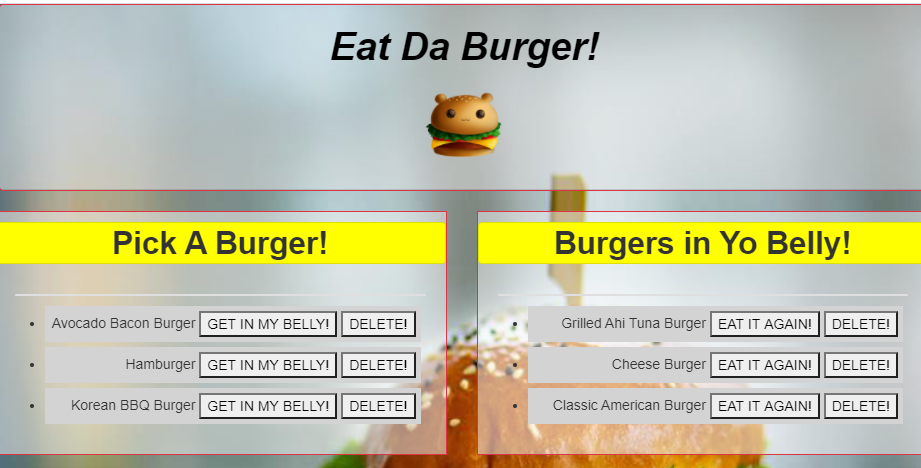 Eat Da Burger!
Pick A Burger!
Avocado Bacon Burger GET IN MY BELLY! DELETE!
Hamburger GET IN MY BELLY! DELETE!
Korean BBQ Burger GET IN MY BELLY! DELETE!
Burgers in Yo Belly!
Grilled Ahi Tuna Burger EAT IT AGAIN! DELETE!
Cheese Burger EAT IT AGAIN! DELETE!
Classic American Burger EAT IT AGAIN! DELETE!